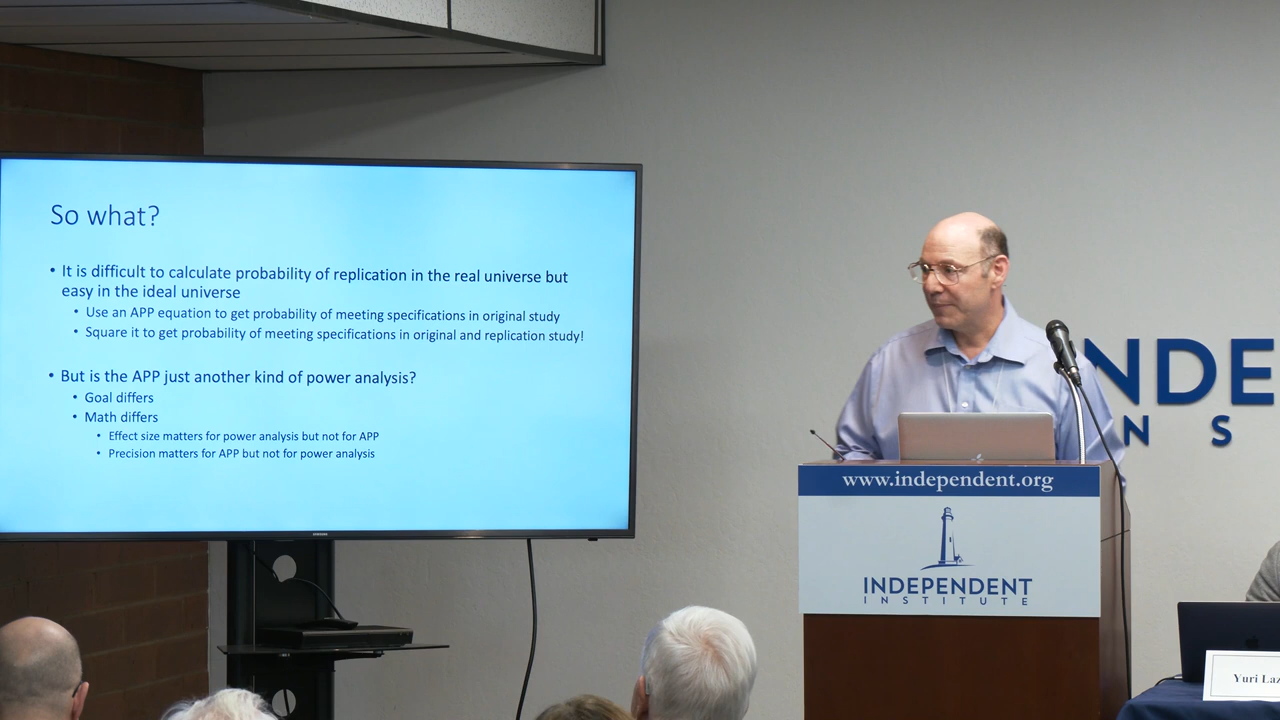 So what?
• It is difficult to calculate probability of replication in the real universe but
easy in the ideal universe
• Use an APP equation to get probability of meeting specifications in original study
• Square it to get probability of meeting specifications in original and replication study!
• But is the APP just another kind of power analysis?
• Goal differs
• Math differs
• Effect size matters for power analysis but not for APP
• Precision matters for APP but not for power analysis
SAMSUNG
NDE
N S
www.independent.org
INDEPENDENT
INSTITUTE
Yuri Laz